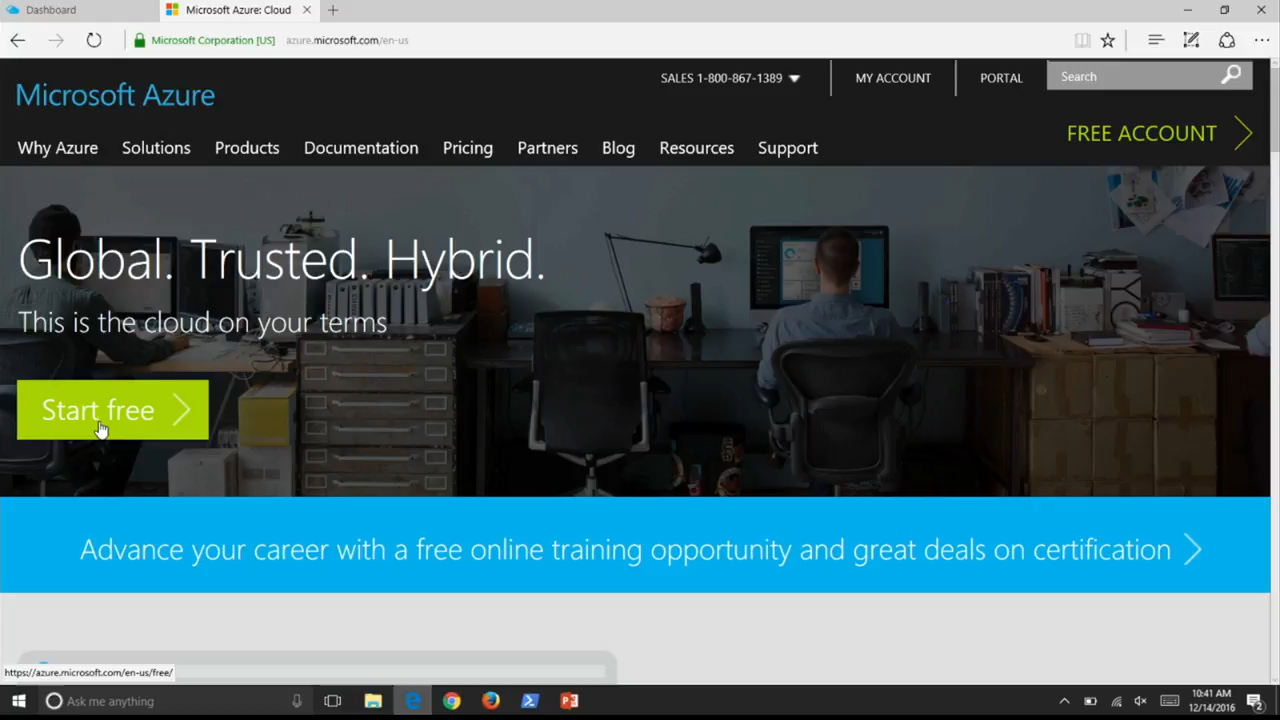 Dashboard
Microsoft Azure: Cloud
Microsoft Corporation [US]
azure.microsoft.com/en-us
SALES 1-800-867-1389
MY ACCOUNT
PORTAL
Search
Microsoft Azure
FREE ACCOUNT
Why Azure
Solutions
Products
Documentation
Pricing
Partners
Blog
Resources
Support
Global. Trusted. Hybrid.
This is the cloud on your terms
Start free
Advance your career with a free online training opportunity and great deals on certification
https://azure.microsoft.com/en-us/free/
Ask me anything
10:41 AM
12/14/2016
2